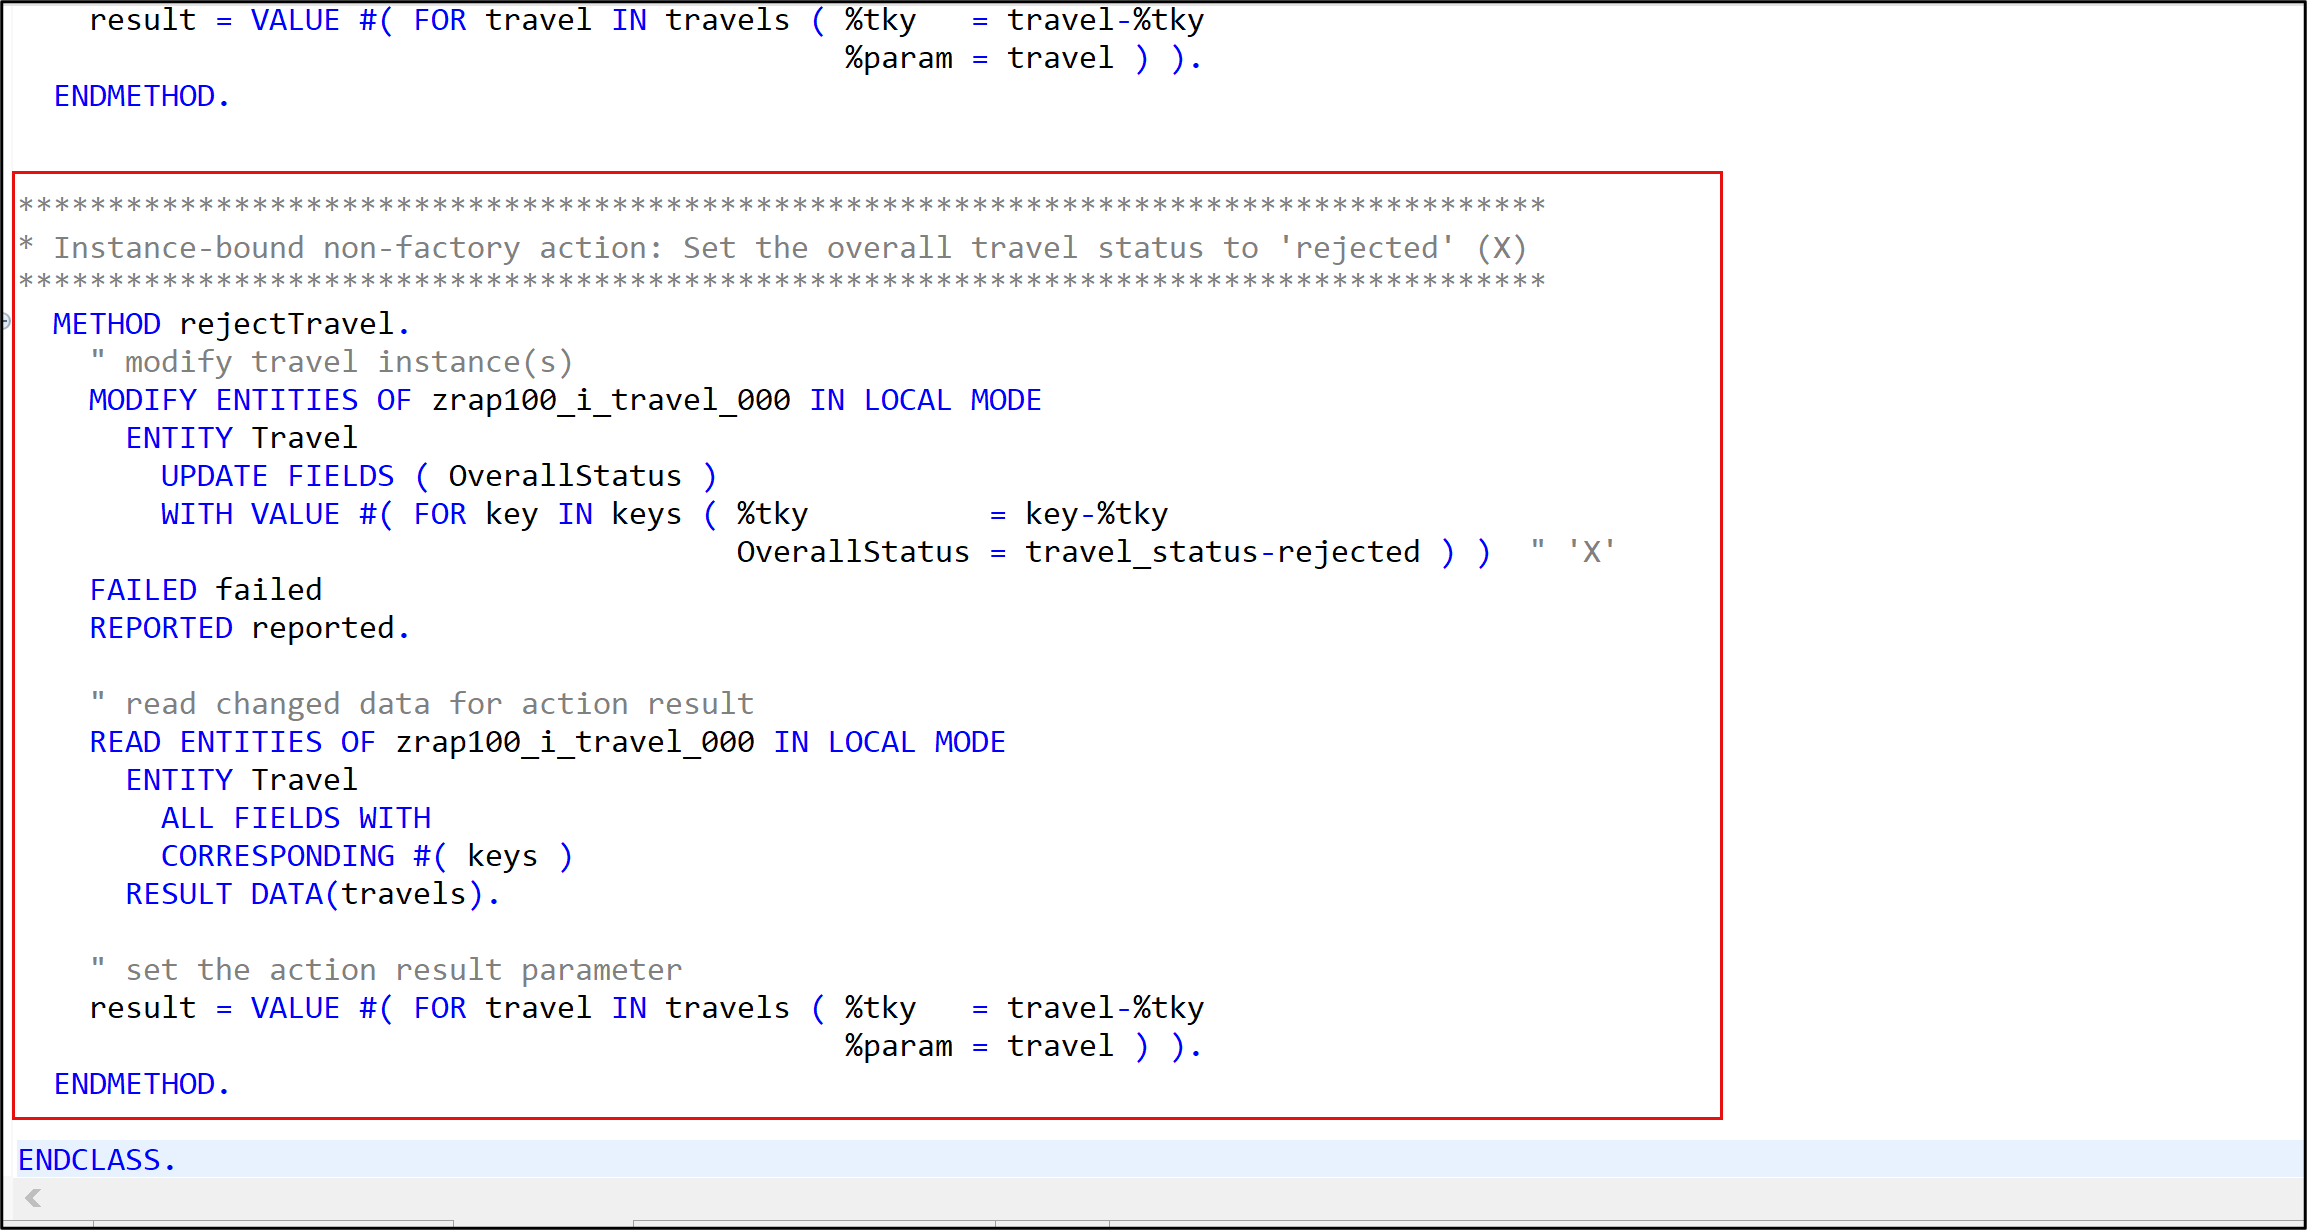 result = VALUE #( FOR travel IN travels ( %tky   = travel-%tky
%param = travel ) ).
ENDMETHOD.
*************************************************************************************
* Instance-bound non-factory action: Set the overall travel status to 'rejected' (X)
*************************************************************************************
METHOD rejectTravel.
" modify travel instance(s)
MODIFY ENTITIES OF zrap100_i_travel_000 IN LOCAL MODE
ENTITY Travel
UPDATE FIELDS ( OverallStatus )
WITH VALUE #( FOR key IN keys ( %tky          = key-%tky
OverallStatus = travel_status-rejected ) )  " 'X'
FAILED failed
REPORTED reported.
" read changed data for action result
READ ENTITIES OF zrap100_i_travel_000 IN LOCAL MODE
ENTITY Travel
ALL FIELDS WITH
CORRESPONDING #( keys )
RESULT DATA(travels).
" set the action result parameter
result = VALUE #( FOR travel IN travels ( %tky   = travel-%tky
%param = travel ) ).
ENDMETHOD.
ENDCLASS.